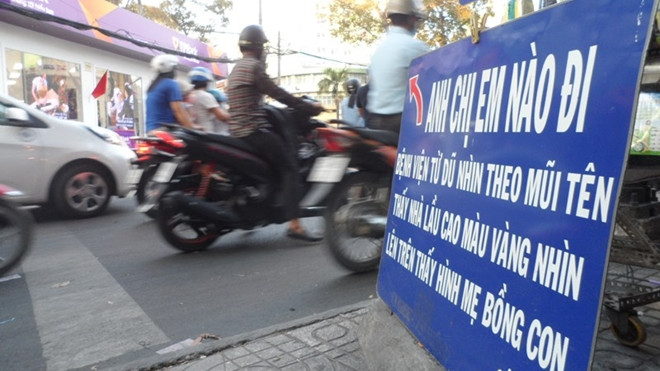 ANH CHỊ EM NÀO ĐI
BỆNH VIỆN TỪ DŨ NHÌN THEO MŨI TÊN
THẤY NHÀ LẦU CAO MÀU VÀNG NHÌN
LÊN TRÊN THẤY HÌNH MẸ BỒNG CON